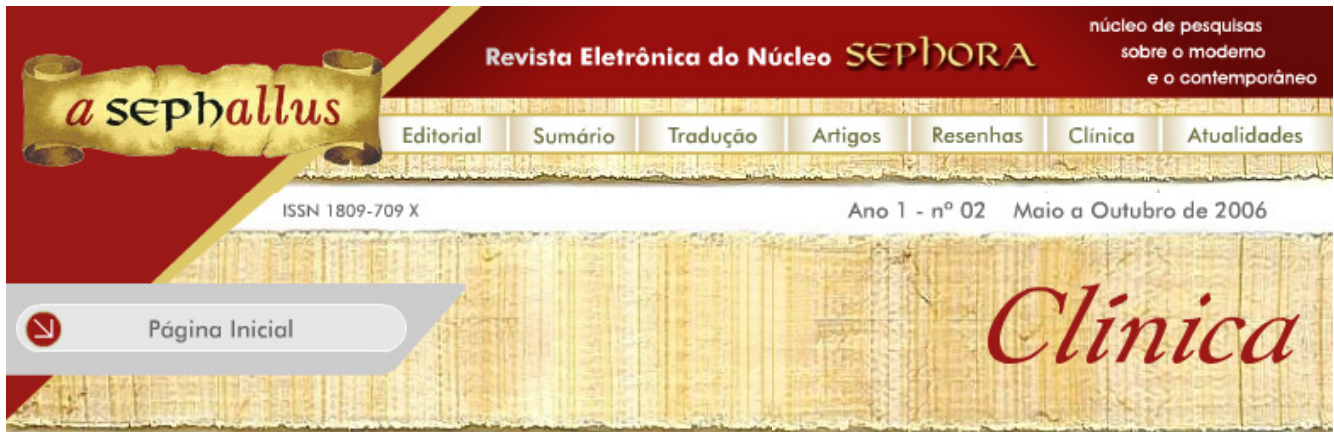 a sephallus
Revista Eletrônica do Núcleo SEPHORA
núcleo de pesquisas
sobre o moderno
e o contemporâneo
Editorial Sumário Tradução Artigos Resenhas Clínica Atualidades
ISSN 1809-709 X Ano 1 - nº 02 Maio a Outubro de 2006
Página Inicial
Clínica